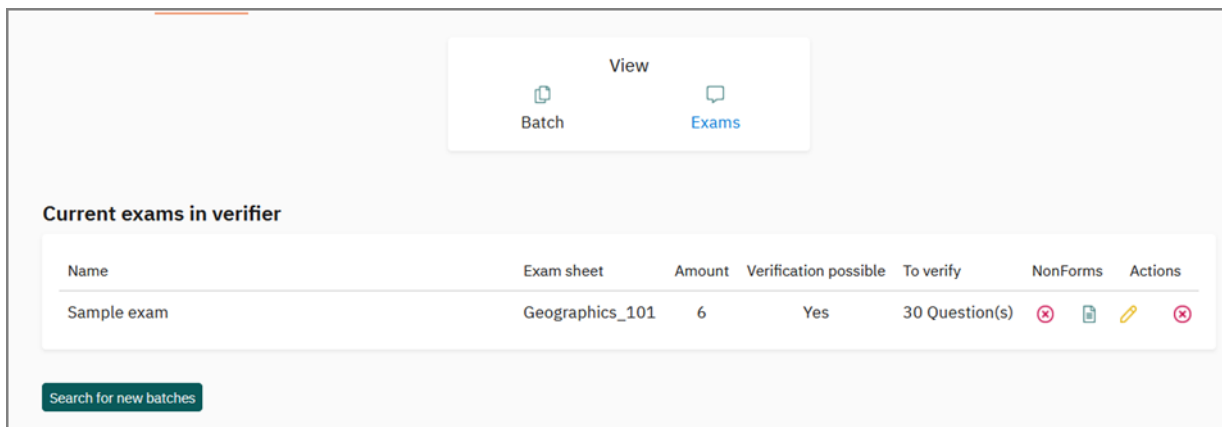 View
Batch Exams
Current exams in verifier
Name Exam sheet Amount Verification possible To verify NonForms Actions
Sample exam Geographics_101 6 Yes 30 Question(s)
Search for new batches